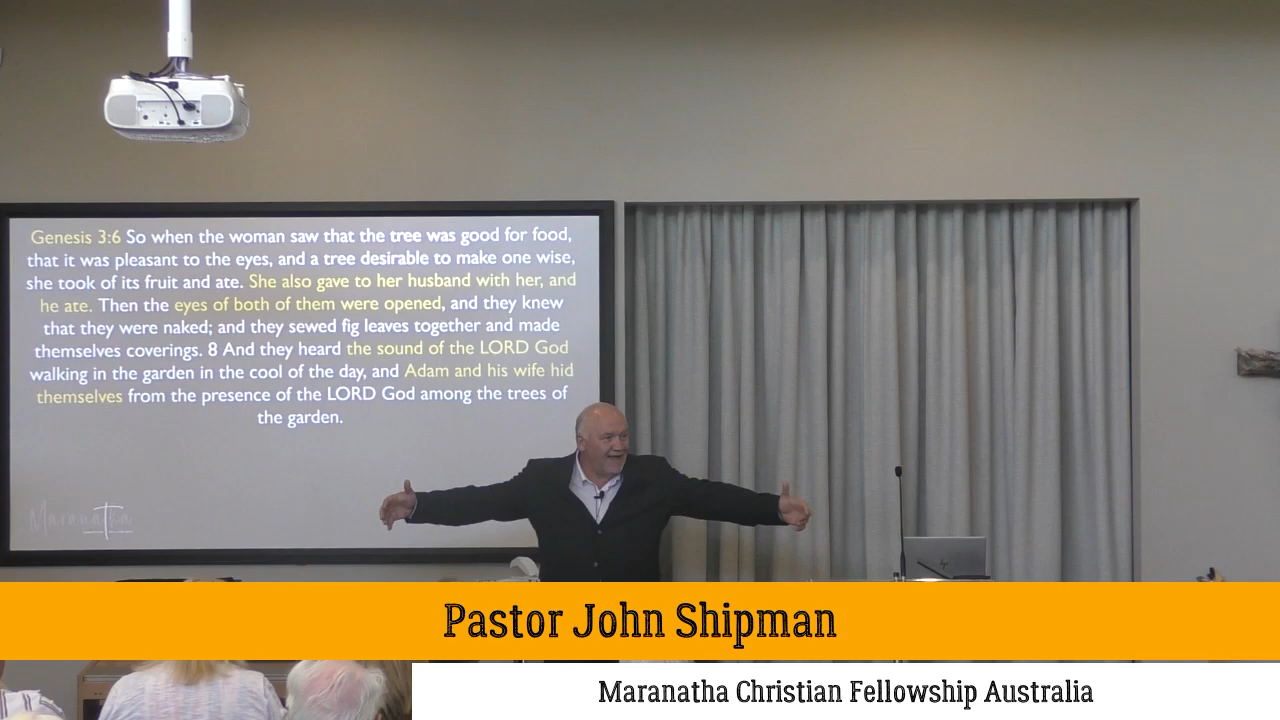 Genesis 3:6 So when the woman saw that the tree was good for food,
that it was pleasant to the eyes, and a tree desirable to make one wise,
she took of its fruit and ate. She also gave to her husband with her, and
he ate. Then the eyes of both of them were opened, and they knew
that they were naked; and they sewed fig leaves together and made
themselves coverings. 8 And they heard the sound of the LORD God
walking in the garden in the cool of the day, and Adam and his wife hid
themselves from the presence of the LORD God among the trees of
the garden.
Maranatha
Pastor John Shipman
Maranatha Christian Fellowship Australia